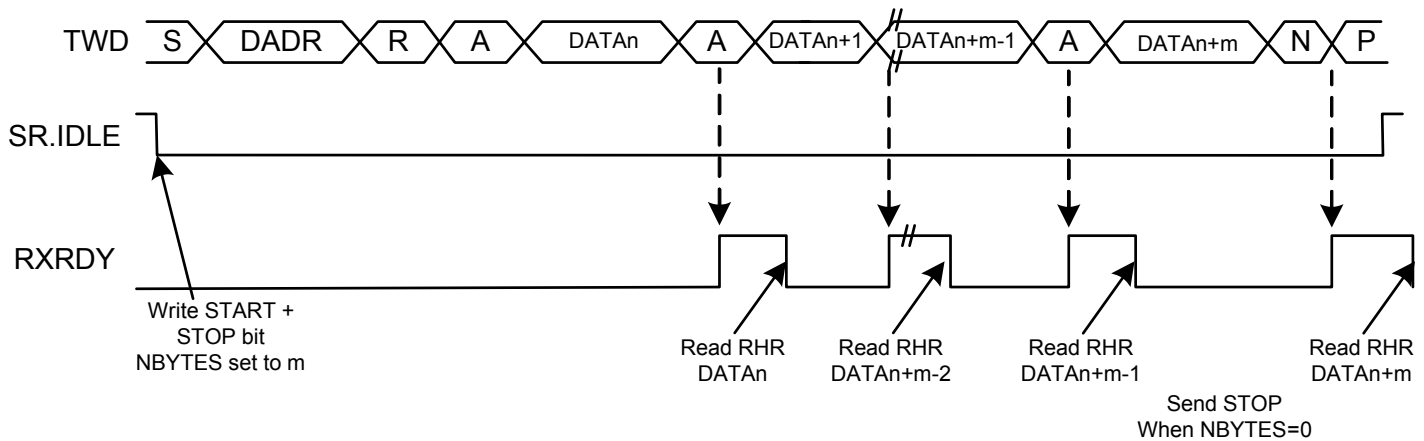 TWD S DADR R A DATAn A DATAn+1 DATAn+m-1 A DATAn+m N P
SR.IDLE
RXRDY
Write START +
STOP bit
NBYTES set to m
Read RHR
DATAn
Read RHR
DATAn+m-2
Read RHR
DATAn+m-1
Send STOP
When NBYTES=0
Read RHR
DATAn+m